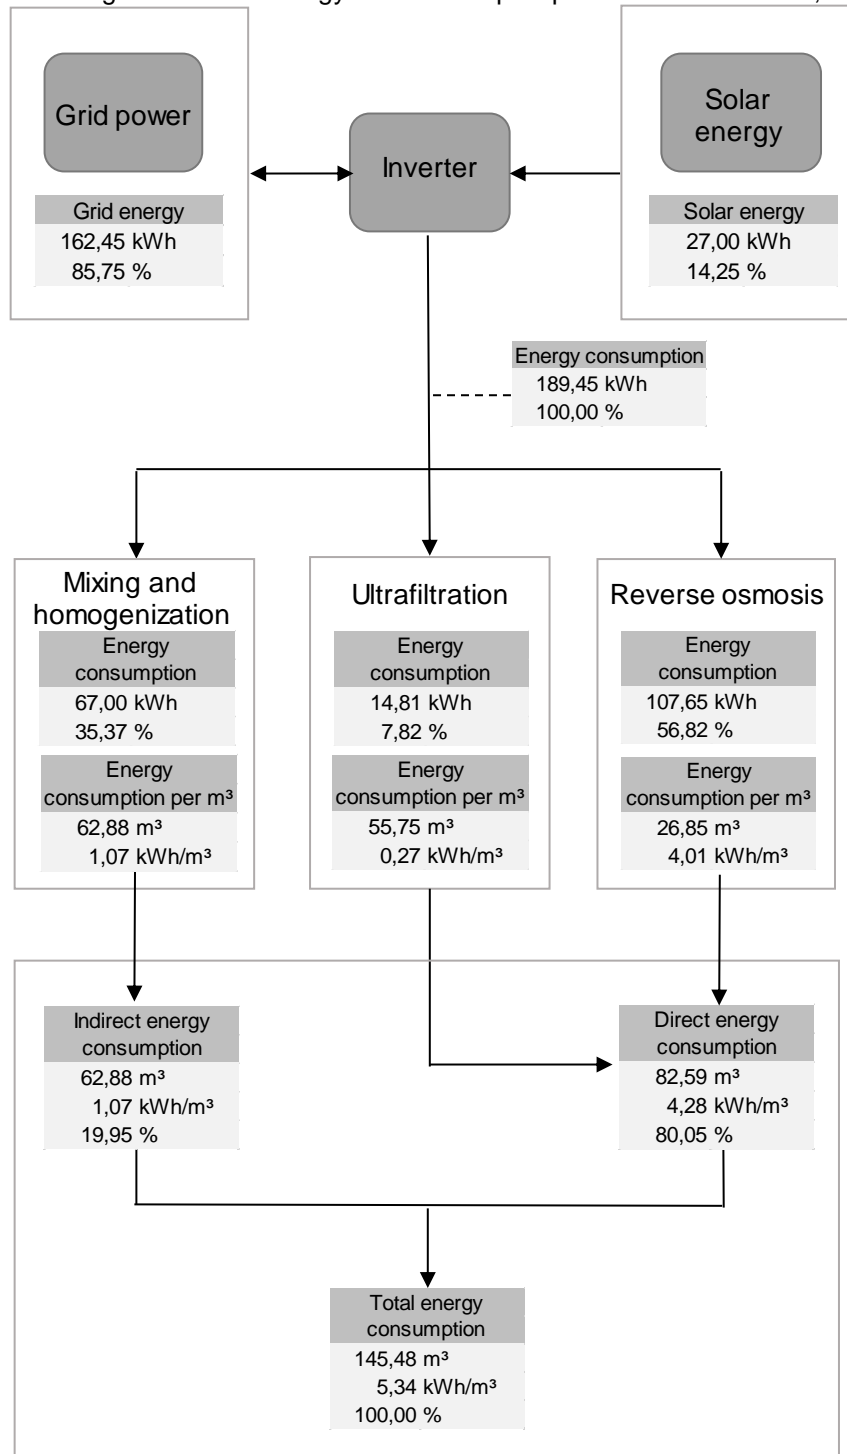 Grid power
Solar
energy
Inverter
Grid energy
162,45 kWh
85,75 %
Solar energy
27,00 kWh
14,25 %
Energy consumption
189,45 kWh
100,00 %
Mixing and
homogenization
Energy
consumption
67,00 kWh
35,37 %
Energy
consumption per m³
62,88 m³
1,07 kWh/m³
Ultrafiltration
Energy
consumption
14,81 kWh
7,82 %
Energy
consumption per m³
55,75 m³
0,27 kWh/m³
Reverse osmosis
Energy
consumption
107,65 kWh
56,82 %
Energy
consumption per m³
26,85 m³
4,01 kWh/m³
Indirect energy
consumption
62,88 m³
1,07 kWh/m³
19,95 %
Direct energy
consumption
82,59 m³
4,28 kWh/m³
80,05 %
Total energy
consumption
145,48 m³
5,34 kWh/m³
100,00 %